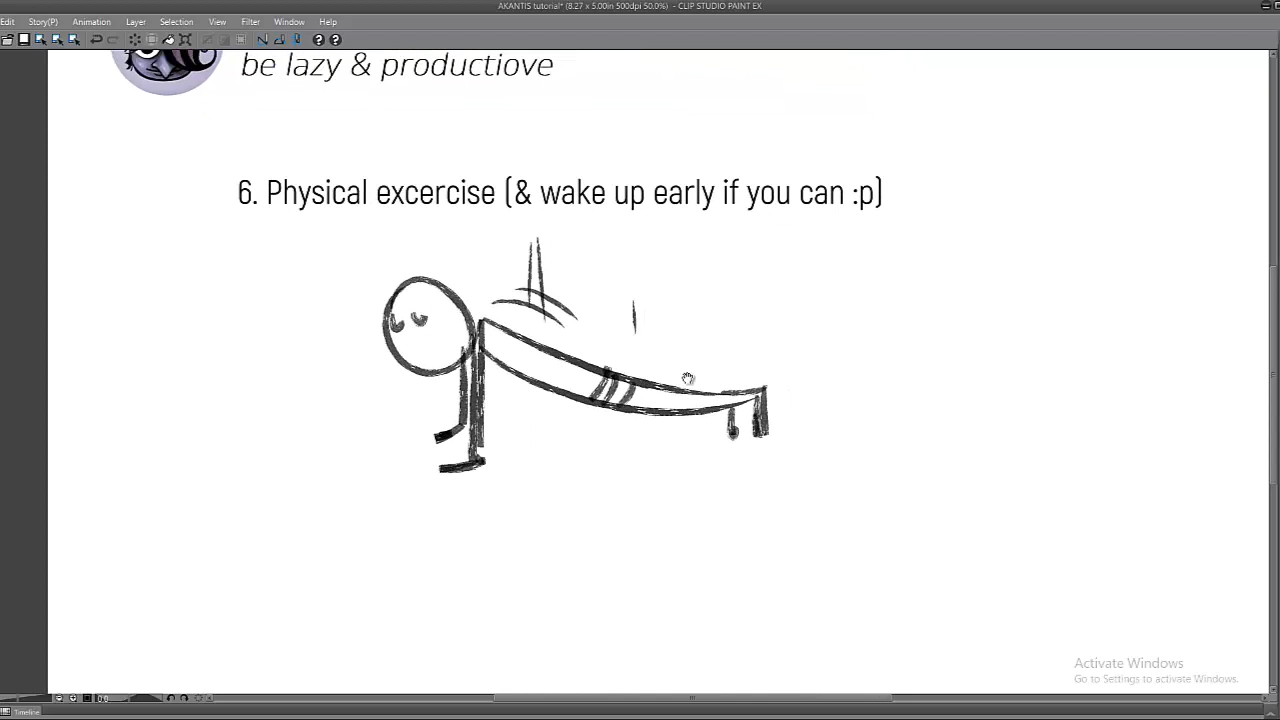 AKANTIS tutorial* (8.27 x 5.00in 500dpi 50.0%) - CLIP STUDIO PAINT EX
Edit Story(P) Animation Layer Selection View Filter Window Help
be lazy & productiove
6. Physical excercise (& wake up early if you can :p)
Activate Windows
Go to Settings to activate Windows.
0.0
Timeline